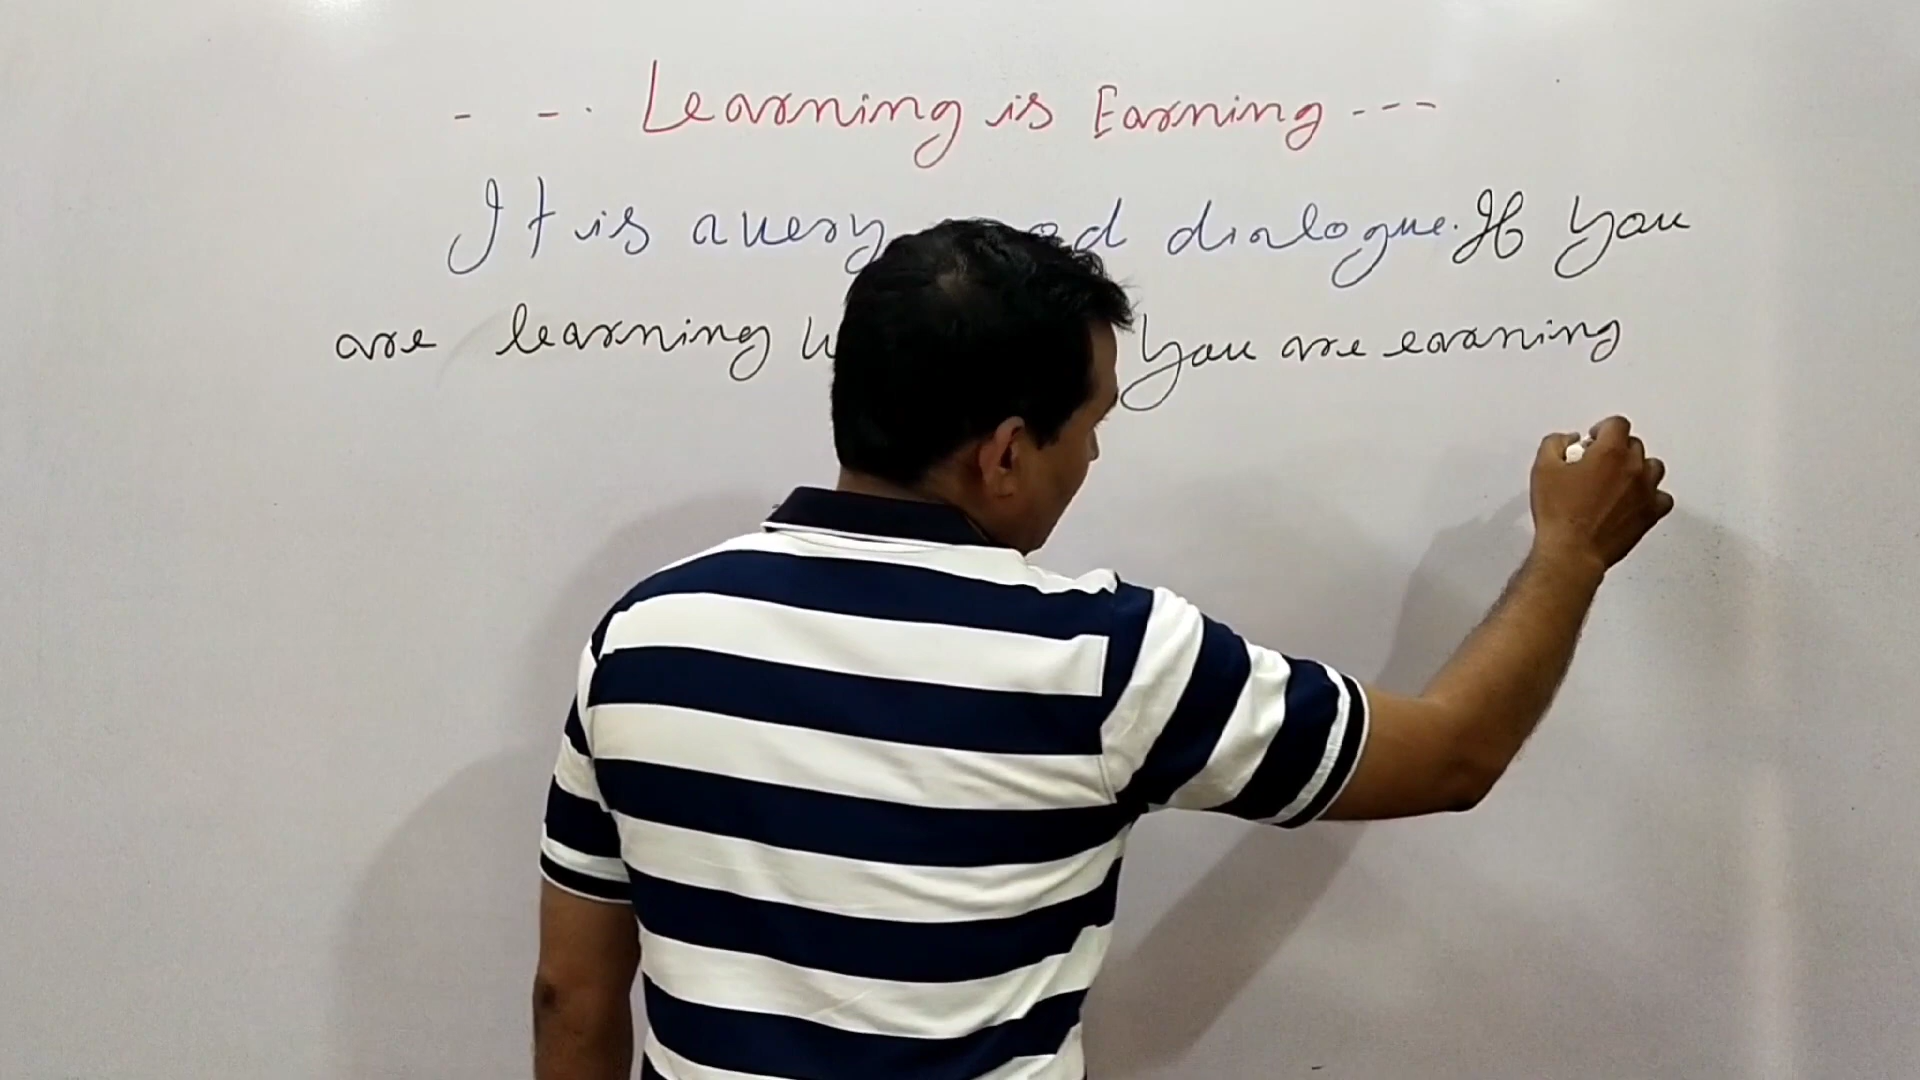 - - . Learning is Earning ---
It is a very dialogue. If you
are learning you are earning